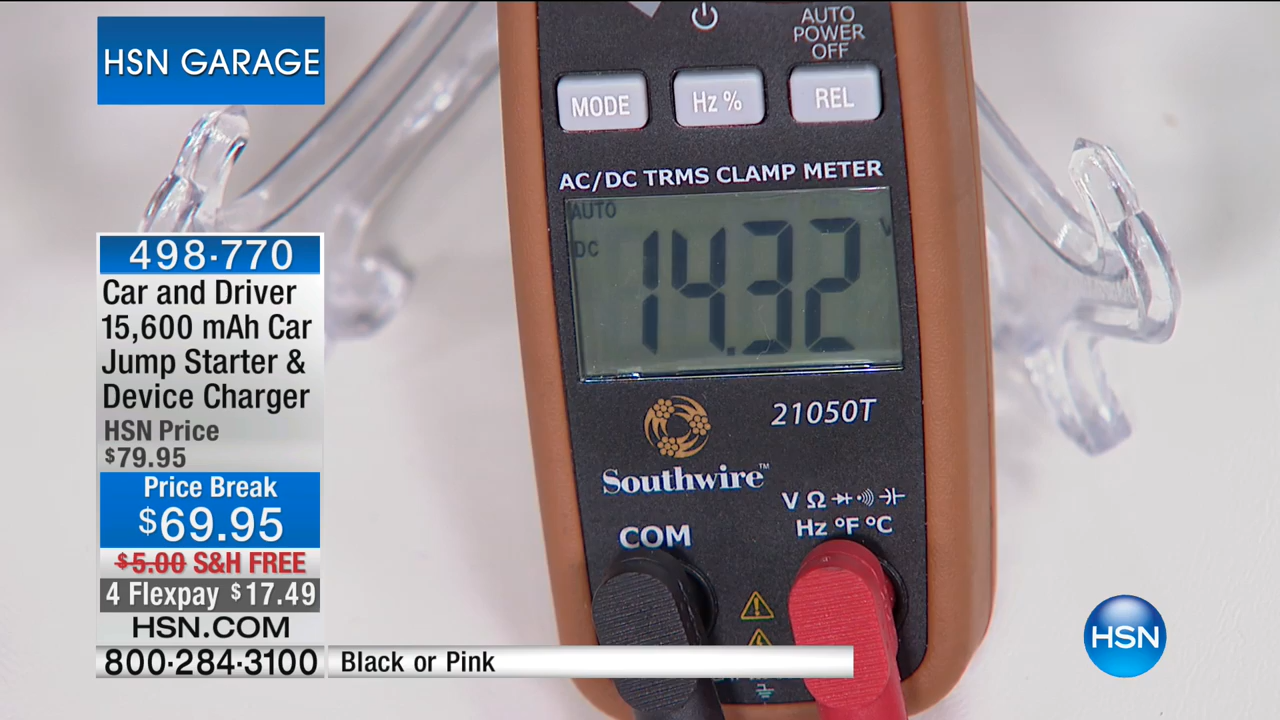 HSN GARAGE
498-770
Car and Driver
15,600 mAh Car
Jump Starter &
Device Charger
HSN Price
$79.95
Price Break
$69.95
$5.00 S&H FREE
4 Flexpay $17.49
HSN.COM
800-284-3100
Black or Pink
AUTO
POWER
OFF
MODE
Hz %
REL
AC/DC TRMS CLAMP METER
AUTO
DC
14.32
V
21050T
Southwire™
COM
V Ω
Hz °F °C
HSN